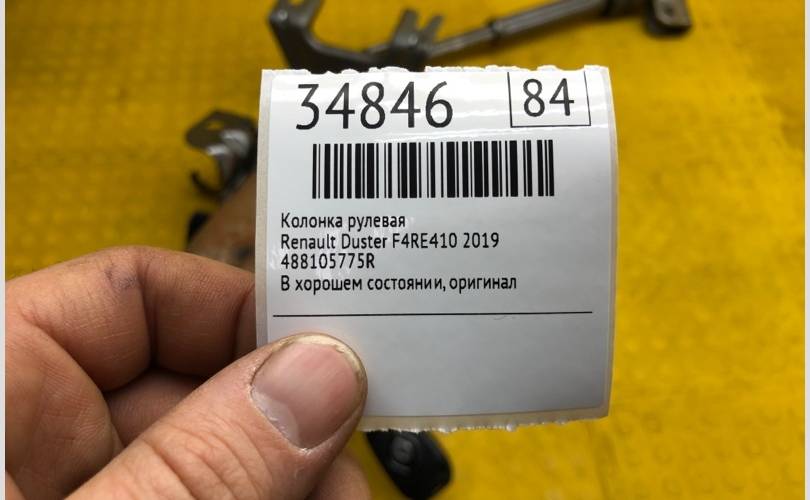 34846 84
Колонка рулевая
Renault Duster F4RE410 2019
488105775R
В хорошем состоянии, оригинал